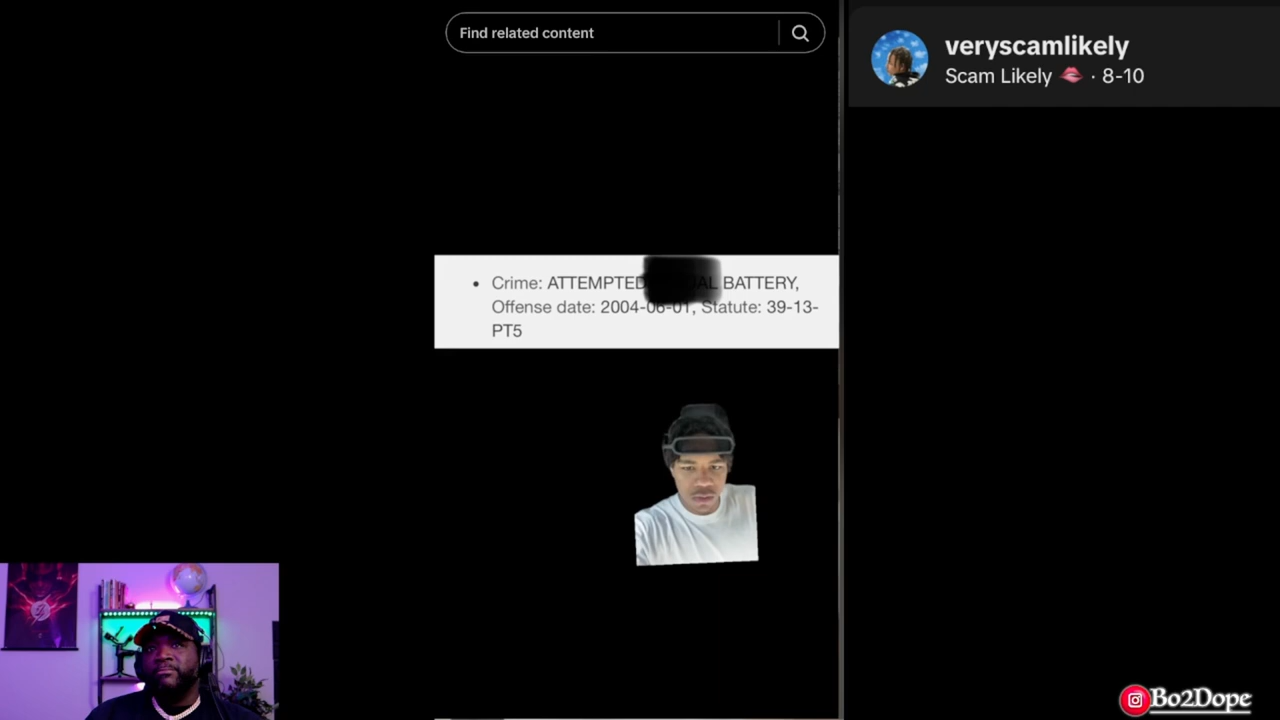 Find related content
veryscamlikely
Scam Likely 💋 · 8-10
• Crime: ATTEMPTED BATTERY,
Offense date: 2004-06-01, Statute: 39-13-
PT5
Bo2Dope